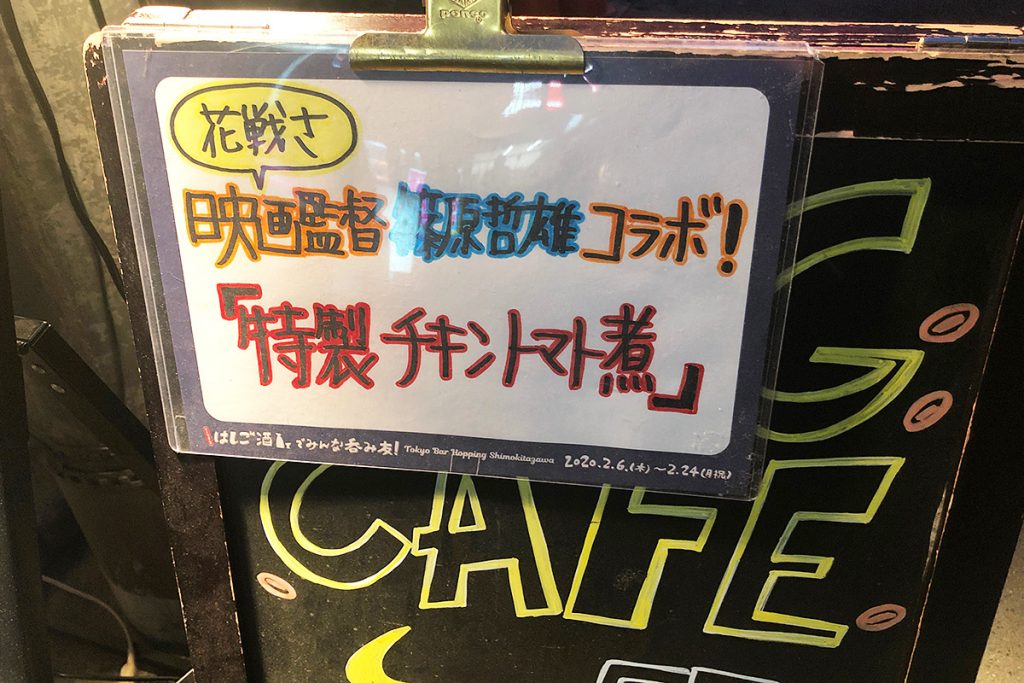 penco
花戦さ
映画監督 篠原哲雄 コラボ!
「特製チキントマト煮」
はしご酒でみんな呑み友! Tokyo Bar Hopping Shimokitazawa 2020.2.6.(木)〜2.24(月祝)
G
CAFE